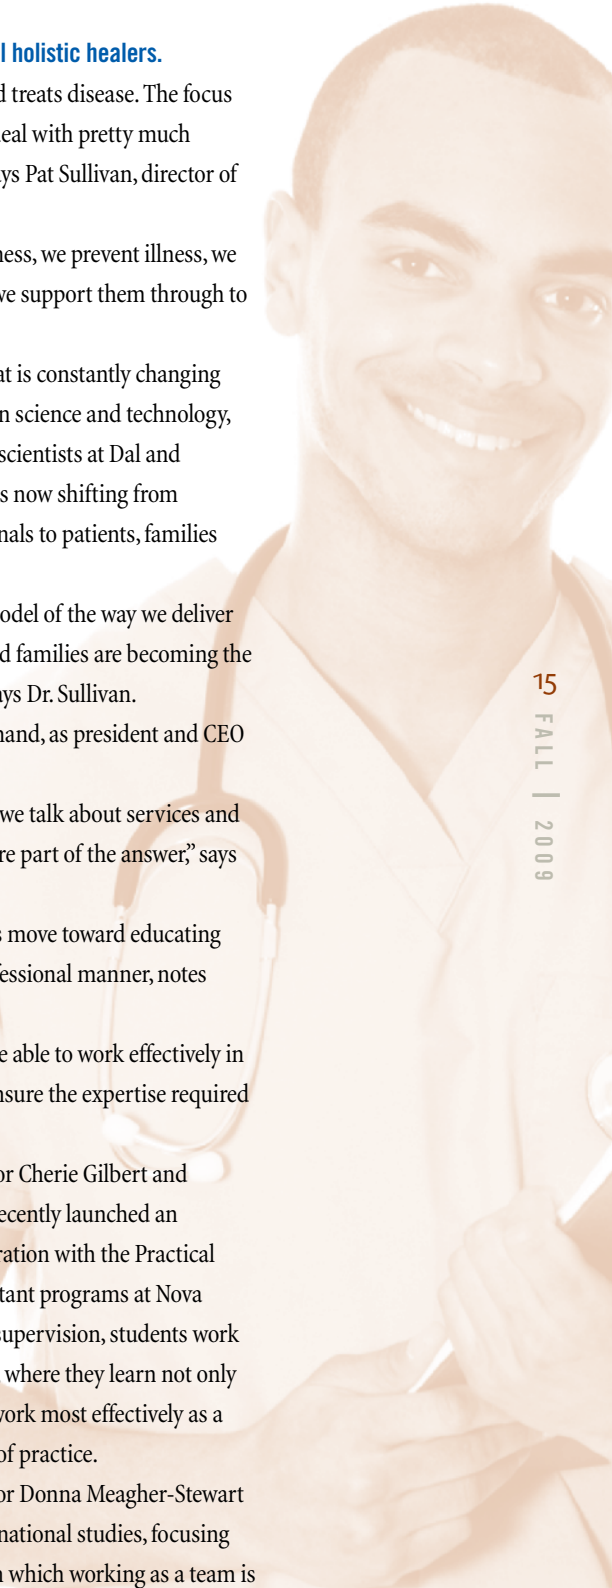 l holistic healers.
d treats disease. The focus
eal with pretty much
ys Pat Sullivan, director of
ness, we prevent illness, we
we support them through to
at is constantly changing
n science and technology,
scientists at Dal and
s now shifting from
nals to patients, families
odel of the way we deliver
d families are becoming the
ays Dr. Sullivan.
hand, as president and CEO
we talk about services and
re part of the answer,” says
s move toward educating
fessional manner, notes
e able to work effectively in
nsure the expertise required
or Cherie Gilbert and
recently launched an
ration with the Practical
tant programs at Nova
supervision, students work
where they learn not only
work most effectively as a
of practice.
or Donna Meagher-Stewart
national studies, focusing
n which working as a team is
15
FALL | 2009